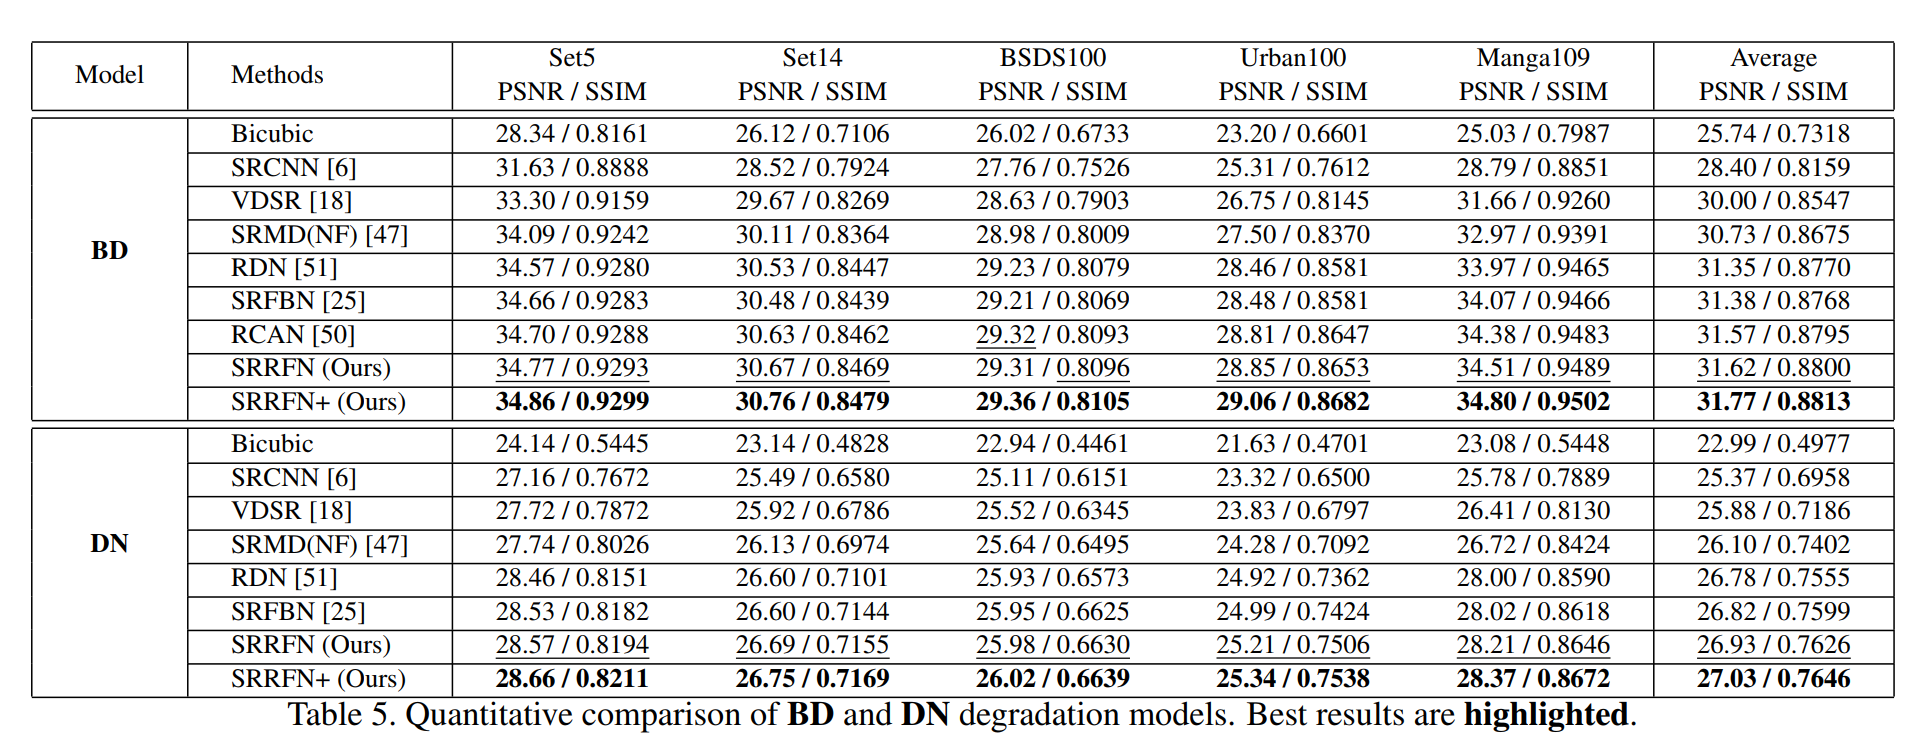 Model Methods Set5 Set14 BSDS100 Urban100 Manga109 Average
PSNR / SSIM PSNR / SSIM PSNR / SSIM PSNR / SSIM PSNR / SSIM PSNR / SSIM
BD
Bicubic 28.34 / 0.8161 26.12 / 0.7106 26.02 / 0.6733 23.20 / 0.6601 25.03 / 0.7987 25.74 / 0.7318
SRCNN [6] 31.63 / 0.8888 28.52 / 0.7924 27.76 / 0.7526 25.31 / 0.7612 28.79 / 0.8851 28.40 / 0.8159
VDSR [18] 33.30 / 0.9159 29.67 / 0.8269 28.63 / 0.7903 26.75 / 0.8145 31.66 / 0.9260 30.00 / 0.8547
SRMD(NF) [47] 34.09 / 0.9242 30.11 / 0.8364 28.98 / 0.8009 27.50 / 0.8370 32.97 / 0.9391 30.73 / 0.8675
RDN [51] 34.57 / 0.9280 30.53 / 0.8447 29.23 / 0.8079 28.46 / 0.8581 33.97 / 0.9465 31.35 / 0.8770
SRFBN [25] 34.66 / 0.9283 30.48 / 0.8439 29.21 / 0.8069 28.48 / 0.8581 34.07 / 0.9466 31.38 / 0.8768
RCAN [50] 34.70 / 0.9288 30.63 / 0.8462 29.32 / 0.8093 28.81 / 0.8647 34.38 / 0.9483 31.57 / 0.8795
SRRFN (Ours) 34.77 / 0.9293 30.67 / 0.8469 29.31 / 0.8096 28.85 / 0.8653 34.51 / 0.9489 31.62 / 0.8800
SRRFN+ (Ours) 34.86 / 0.9299 30.76 / 0.8479 29.36 / 0.8105 29.06 / 0.8682 34.80 / 0.9502 31.77 / 0.8813
DN
Bicubic 24.14 / 0.5445 23.14 / 0.4828 22.94 / 0.4461 21.63 / 0.4701 23.08 / 0.5448 22.99 / 0.4977
SRCNN [6] 27.16 / 0.7672 25.49 / 0.6580 25.11 / 0.6151 23.32 / 0.6500 25.78 / 0.7889 25.37 / 0.6958
VDSR [18] 27.72 / 0.7872 25.92 / 0.6786 25.52 / 0.6345 23.83 / 0.6797 26.41 / 0.8130 25.88 / 0.7186
SRMD(NF) [47] 27.74 / 0.8026 26.13 / 0.6974 25.64 / 0.6495 24.28 / 0.7092 26.72 / 0.8424 26.10 / 0.7402
RDN [51] 28.46 / 0.8151 26.60 / 0.7101 25.93 / 0.6573 24.92 / 0.7362 28.00 / 0.8590 26.78 / 0.7555
SRFBN [25] 28.53 / 0.8182 26.60 / 0.7144 25.95 / 0.6625 24.99 / 0.7424 28.02 / 0.8618 26.82 / 0.7599
SRRFN (Ours) 28.57 / 0.8194 26.69 / 0.7155 25.98 / 0.6630 25.21 / 0.7506 28.21 / 0.8646 26.93 / 0.7626
SRRFN+ (Ours) 28.66 / 0.8211 26.75 / 0.7169 26.02 / 0.6639 25.34 / 0.7538 28.37 / 0.8672 27.03 / 0.7646
Table 5. Quantitative comparison of BD and DN degradation models. Best results are highlighted.